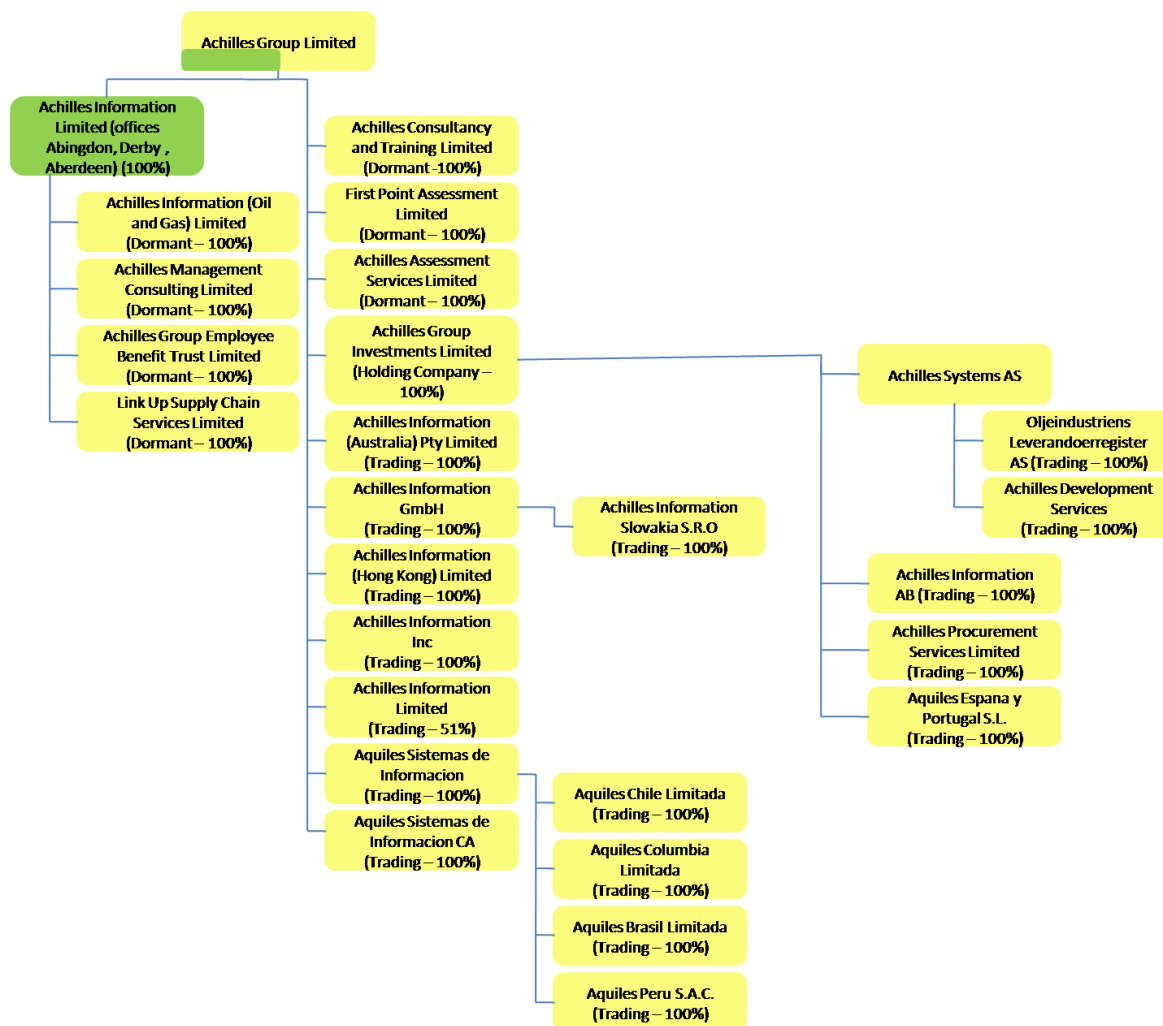 Achilles Group Limited
Achilles Information
Limited (offices
Abingdon, Derby ,
Aberdeen) (100%)
Achilles Information (Oil
and Gas) Limited
(Dormant – 100%)
Achilles Management
Consulting Limited
(Dormant – 100%)
Achilles Group Employee
Benefit Trust Limited
(Dormant – 100%)
Link Up Supply Chain
Services Limited
(Dormant – 100%)
Achilles Consultancy
and Training Limited
(Dormant -100%)
First Point Assessment
Limited
(Dormant – 100%)
Achilles Assessment
Services Limited
(Dormant – 100%)
Achilles Group
Investments Limited
(Holding Company –
100%)
Achilles Information
(Australia) Pty Limited
(Trading – 100%)
Achilles Information
GmbH
(Trading – 100%)
Achilles Information
Slovakia S.R.O
(Trading – 100%)
Achilles Information
(Hong Kong) Limited
(Trading – 100%)
Achilles Information
Inc
(Trading – 100%)
Achilles Information
Limited
(Trading – 51%)
Aquiles Sistemas de
Informacion
(Trading – 100%)
Aquiles Sistemas de
Informacion CA
(Trading – 100%)
Aquiles Chile Limitada
(Trading – 100%)
Aquiles Columbia
Limitada
(Trading – 100%)
Aquiles Brasil Limitada
(Trading – 100%)
Aquiles Peru S.A.C.
(Trading – 100%)
Achilles Systems AS
Oljeindustriens
Leverandoerregister
AS (Trading – 100%)
Achilles Development
Services
(Trading – 100%)
Achilles Information
AB (Trading – 100%)
Achilles Procurement
Services Limited
(Trading – 100%)
Aquiles Espana y
Portugal S.L.
(Trading – 100%)